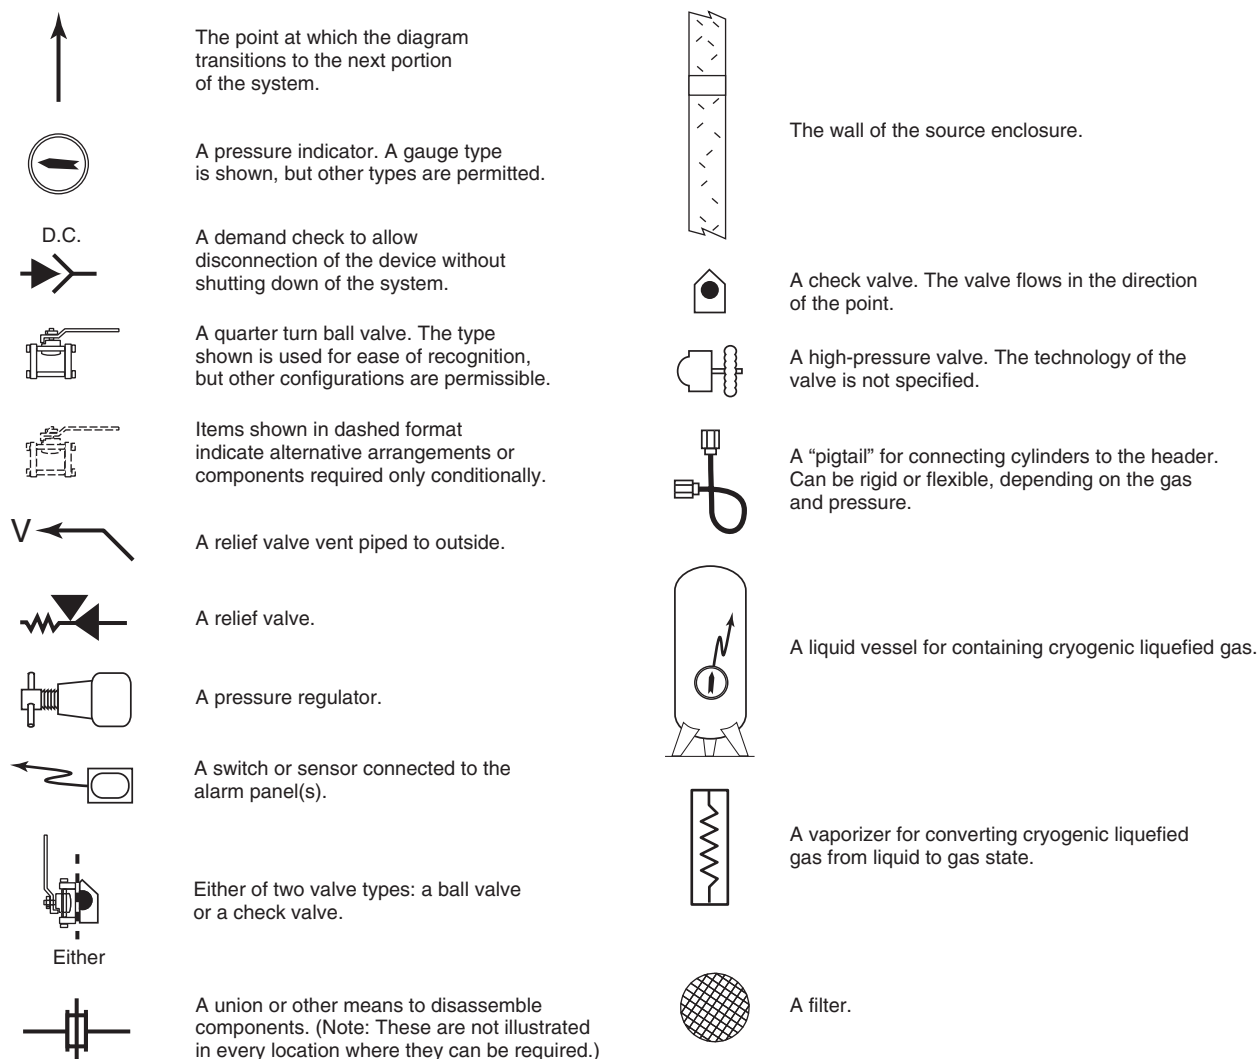 The point at which the diagram
transitions to the next portion
of the system.
A pressure indicator. A gauge type
is shown, but other types are permitted.
D.C.
A demand check to allow
disconnection of the device without
shutting down of the system.
A quarter turn ball valve. The type
shown is used for ease of recognition,
but other configurations are permissible.
Items shown in dashed format
indicate alternative arrangements or
components required only conditionally.
V
A relief valve vent piped to outside.
A relief valve.
A pressure regulator.
A switch or sensor connected to the
alarm panel(s).
Either of two valve types: a ball valve
or a check valve.
Either
A union or other means to disassemble
components. (Note: These are not illustrated
in every location where they can be required.)
The wall of the source enclosure.
A check valve. The valve flows in the direction
of the point.
A high-pressure valve. The technology of the
valve is not specified.
A “pigtail” for connecting cylinders to the header.
Can be rigid or flexible, depending on the gas
and pressure.
A liquid vessel for containing cryogenic liquefied gas.
A vaporizer for converting cryogenic liquefied
gas from liquid to gas state.
A filter.